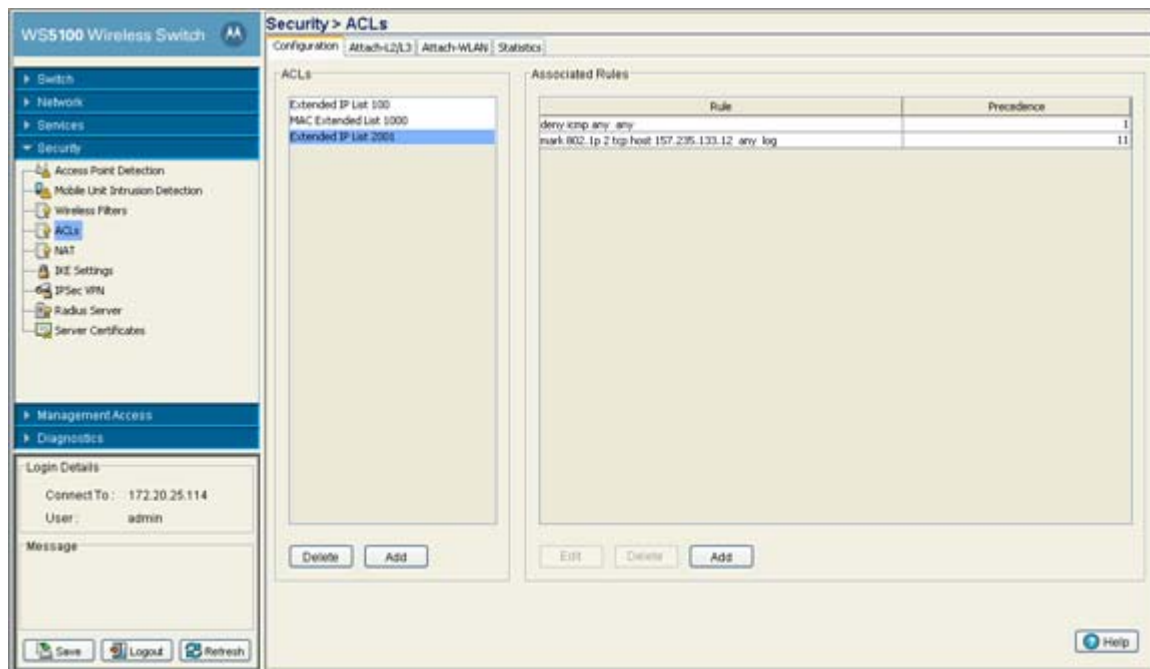 WS5100 Wireless Switch
Security > ACLs
Configuration Attach-L2/L3 Attach-WLAN Statistics
Switch
Network
Services
Security
Access Point Detection
Mobile Unit Intrusion Detection
Wireless Filters
ACLs
NAT
IKE Settings
IPSec VPN
Radius Server
Server Certificates
Management Access
Diagnostics
Login Details
Connect To : 172.20.25.114
User : admin
Message
Save Logout Refresh
ACLs
Extended IP List 100
MAC Extended List 1000
Extended IP List 2001
Delete Add
Associated Rules
Rule Precedence
deny icmp any any 1
mark 802.1p 2 tcp host 157.235.133.12 any log 11
Edit Delete Add
Help